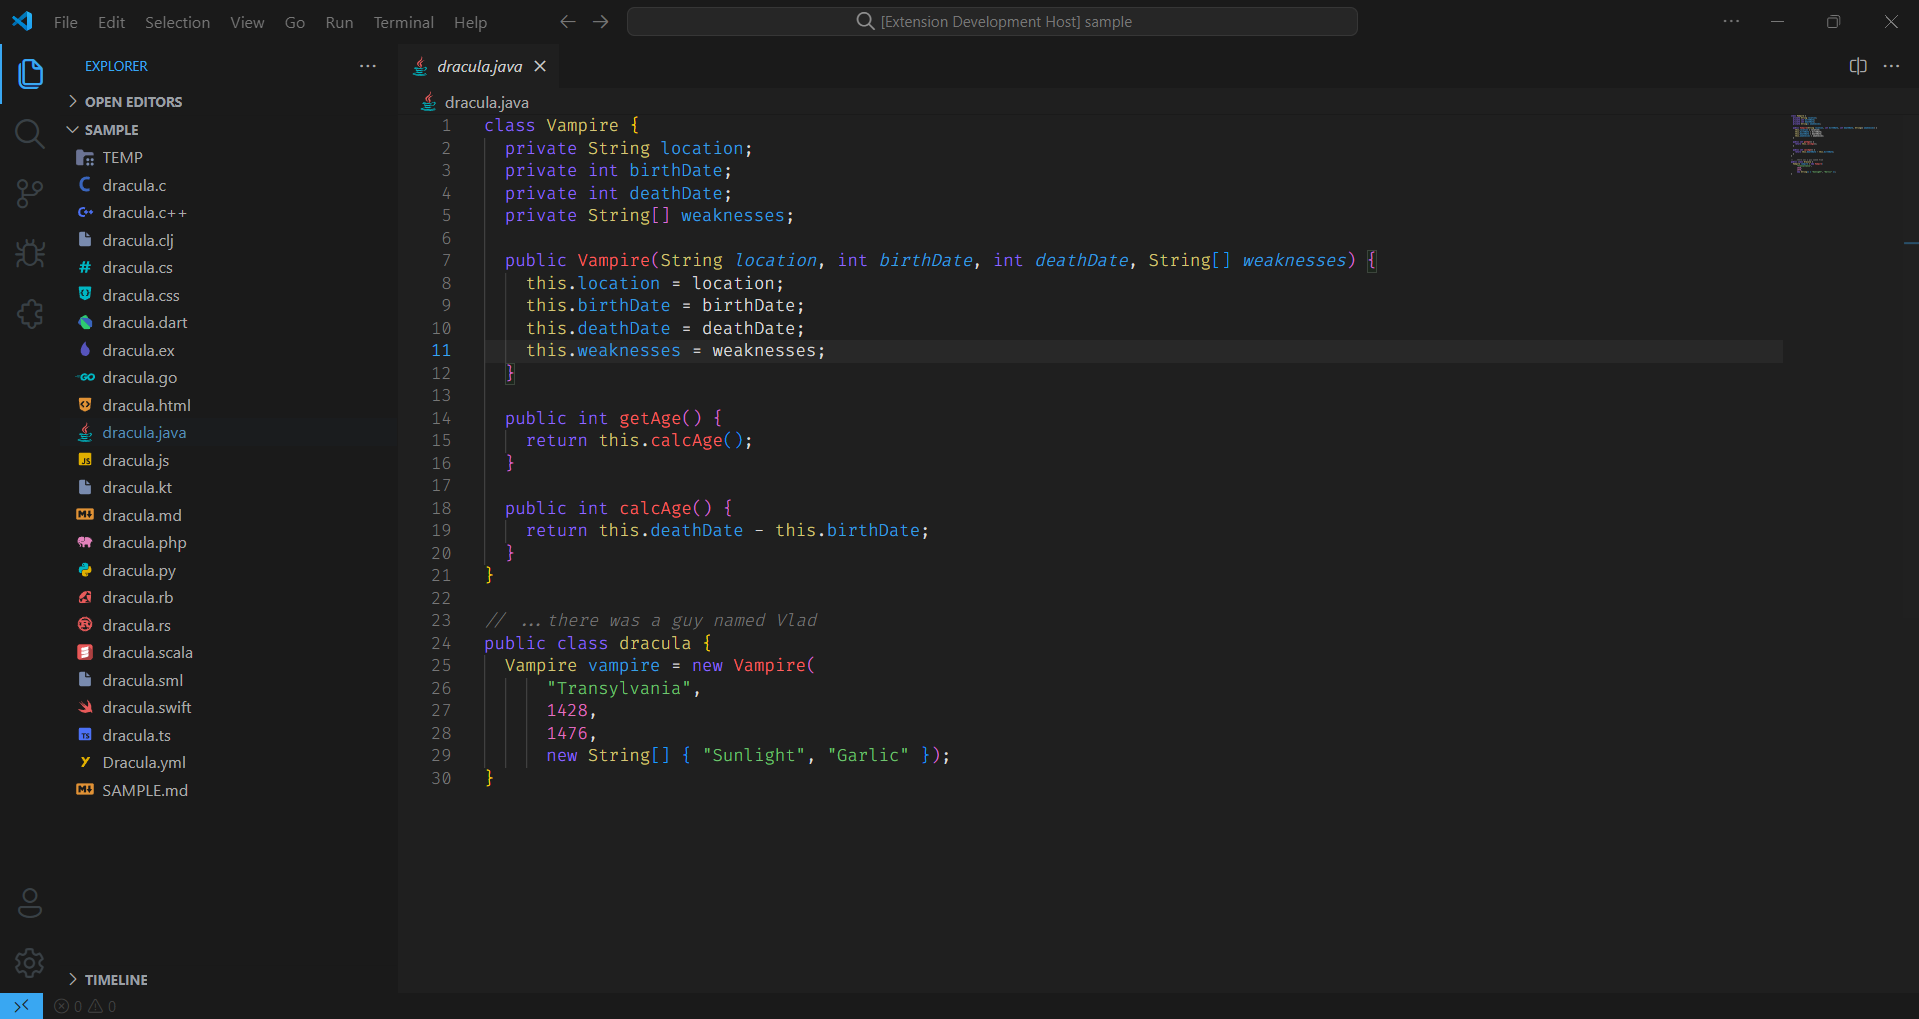 File Edit Selection View Go Run Terminal Help [Extension Development Host] sample
EXPLORER
OPEN EDITORS
SAMPLE
TEMP
dracula.c
dracula.c++
dracula.clj
dracula.cs
dracula.css
dracula.dart
dracula.ex
dracula.go
dracula.html
dracula.java
dracula.js
dracula.kt
dracula.md
dracula.php
dracula.py
dracula.rb
dracula.rs
dracula.scala
dracula.sml
dracula.swift
dracula.ts
Dracula.yml
SAMPLE.md
TIMELINE
dracula.java
dracula.java
1 class Vampire {
2 private String location;
3 private int birthDate;
4 private int deathDate;
5 private String[] weaknesses;
6
7 public Vampire(String location, int birthDate, int deathDate, String[] weaknesses) {
8 this.location = location;
9 this.birthDate = birthDate;
10 this.deathDate = deathDate;
11 this.weaknesses = weaknesses;
12 }
13
14 public int getAge() {
15 return this.calcAge();
16 }
17
18 public int calcAge() {
19 return this.deathDate - this.birthDate;
20 }
21 }
22
23 // ...there was a guy named Vlad
24 public class dracula {
25 Vampire vampire = new Vampire(
26 "Transylvania",
27 1428,
28 1476,
29 new String[] { "Sunlight", "Garlic" });
30 }
0 0